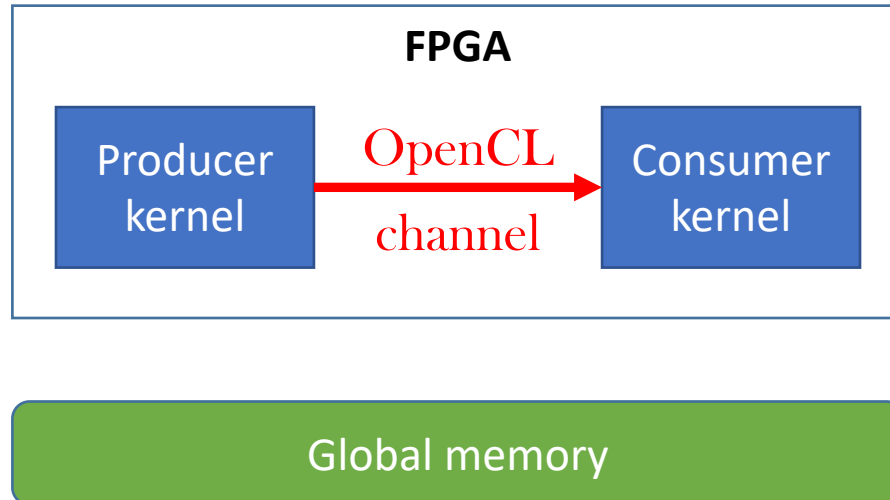 FPGA
Producer
kernel
OpenCL
channel
Consumer
kernel
Global memory